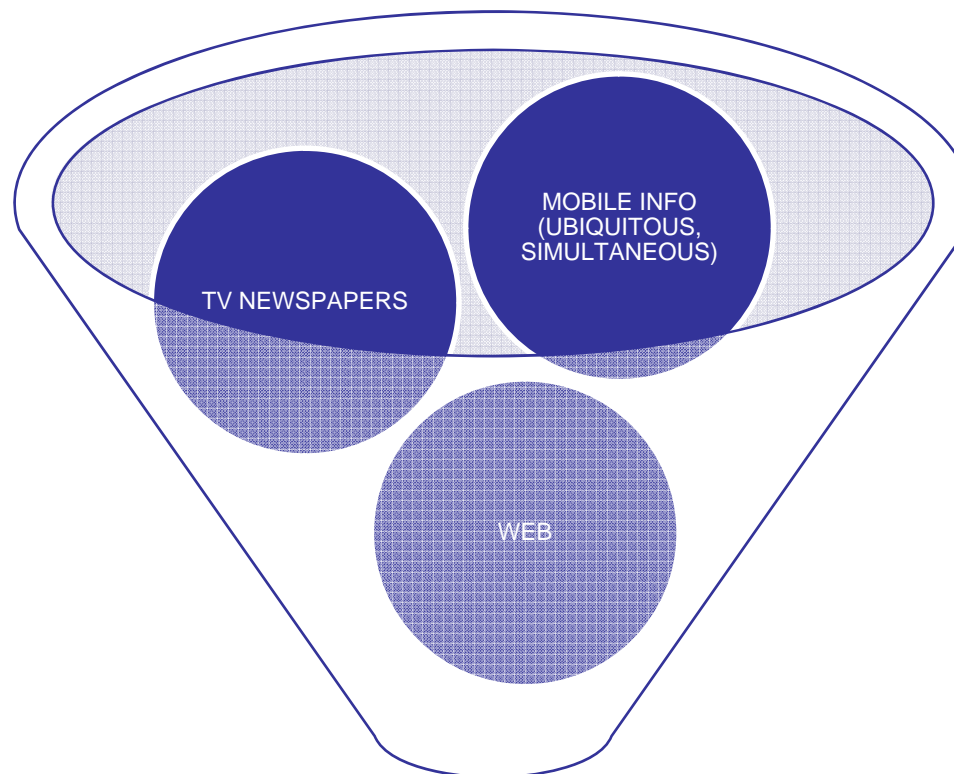 MOBILE INFO
(UBIQUITOUS,
SIMULTANEOUS)
TV NEWSPAPERS
WEB